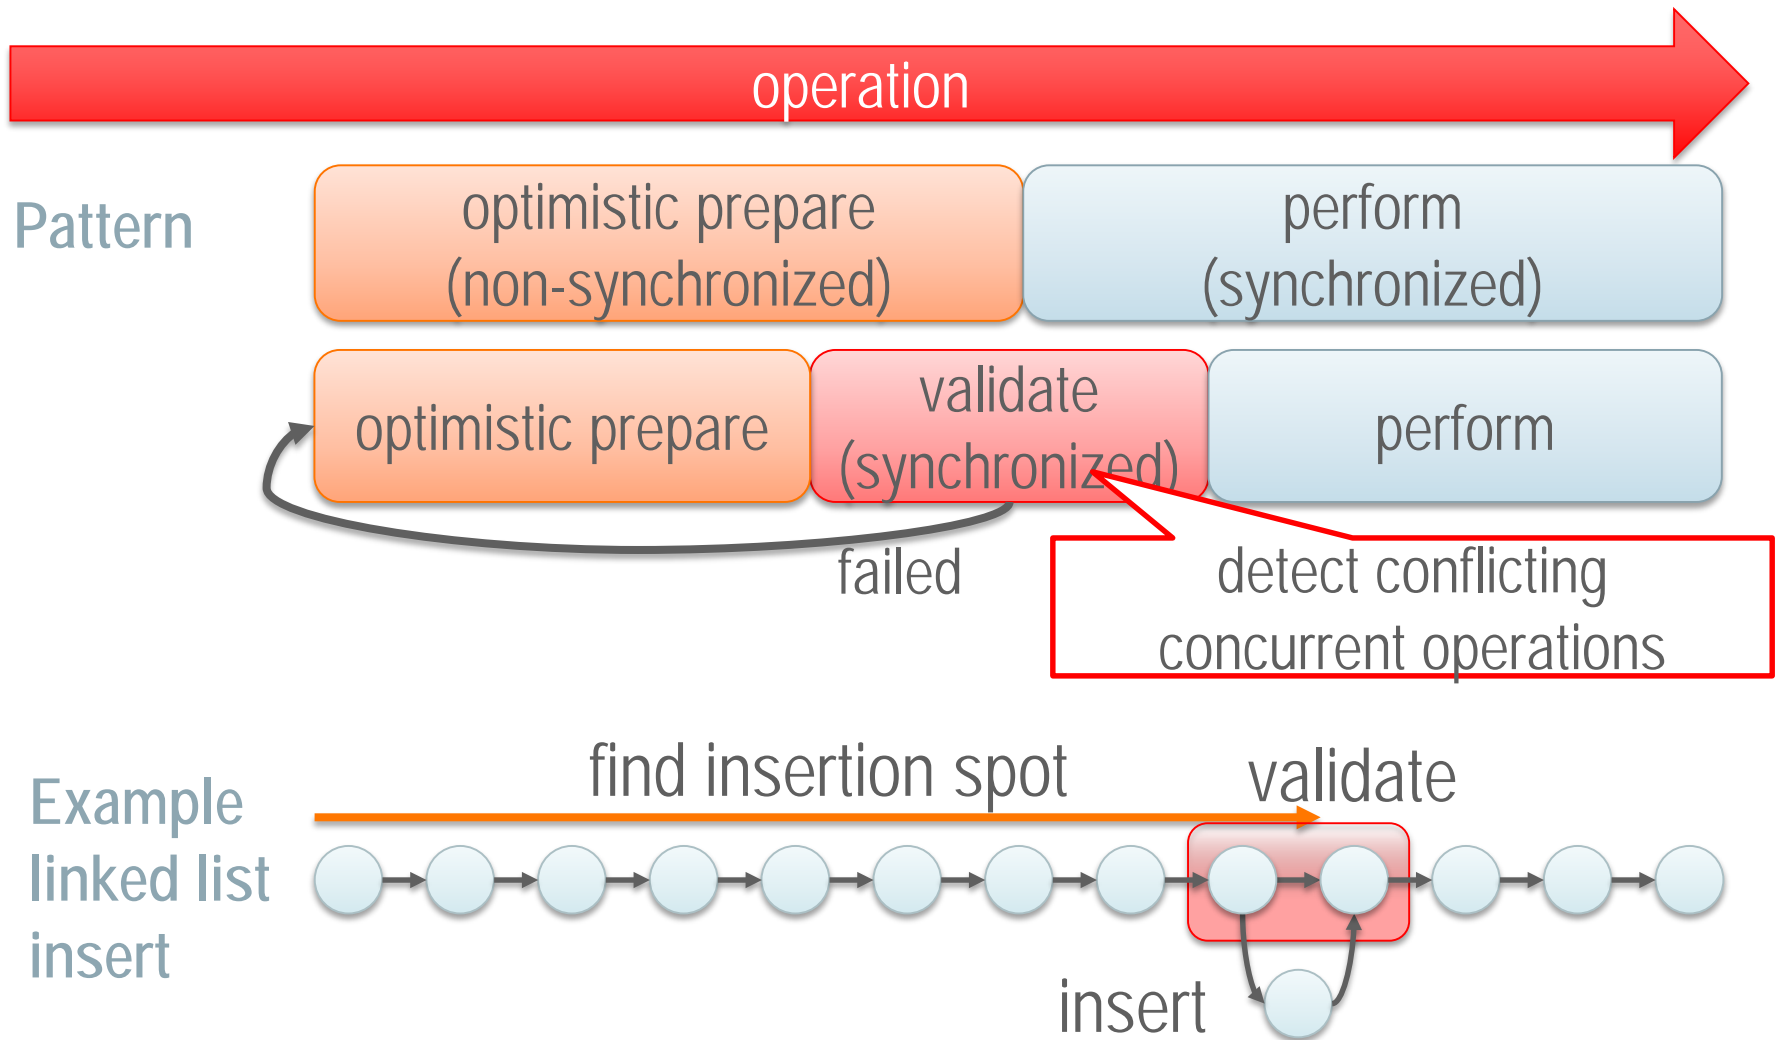 operation
Pattern
optimistic prepare
(non-synchronized)
perform
(synchronized)
optimistic prepare
validate
(synchronized)
perform
failed
detect conflicting
concurrent operations
Example
linked list
insert
find insertion spot
validate
insert